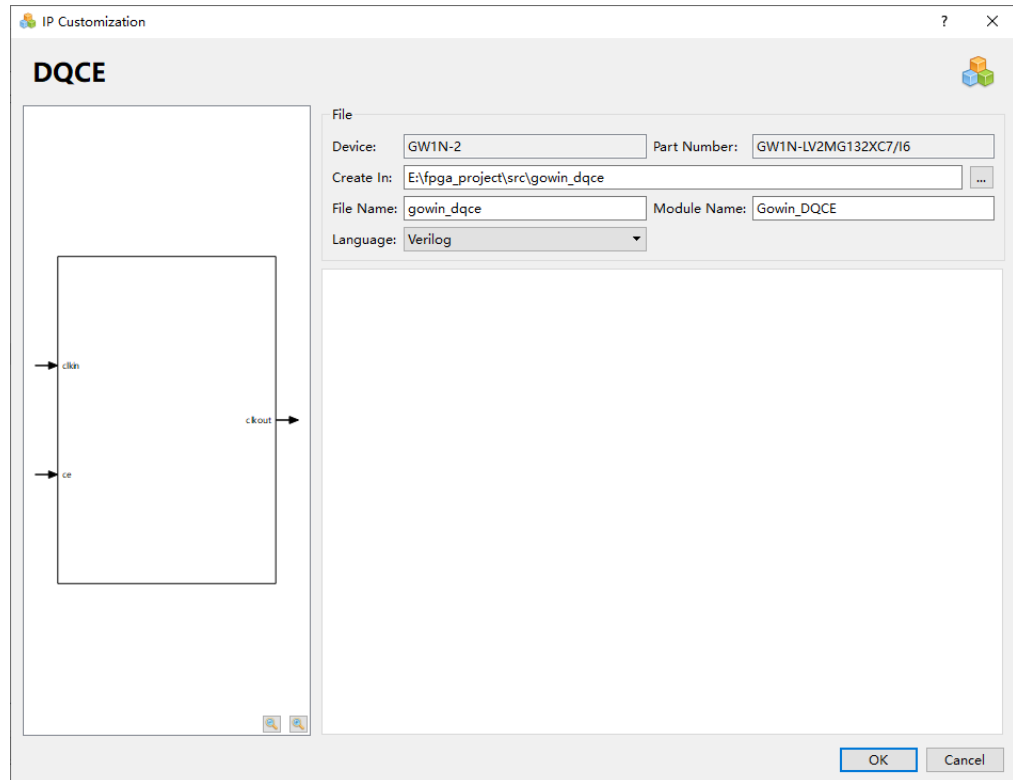 IP Customization
?
DQCE
File
Device: GW1N-2 Part Number: GW1N-LV2MG132XC7/I6
Create In: E:\fpga_project\src\gowin_dqce ...
File Name: gowin_dqce Module Name: Gowin_DQCE
Language: Verilog
clkin
clkout
ce
OK Cancel